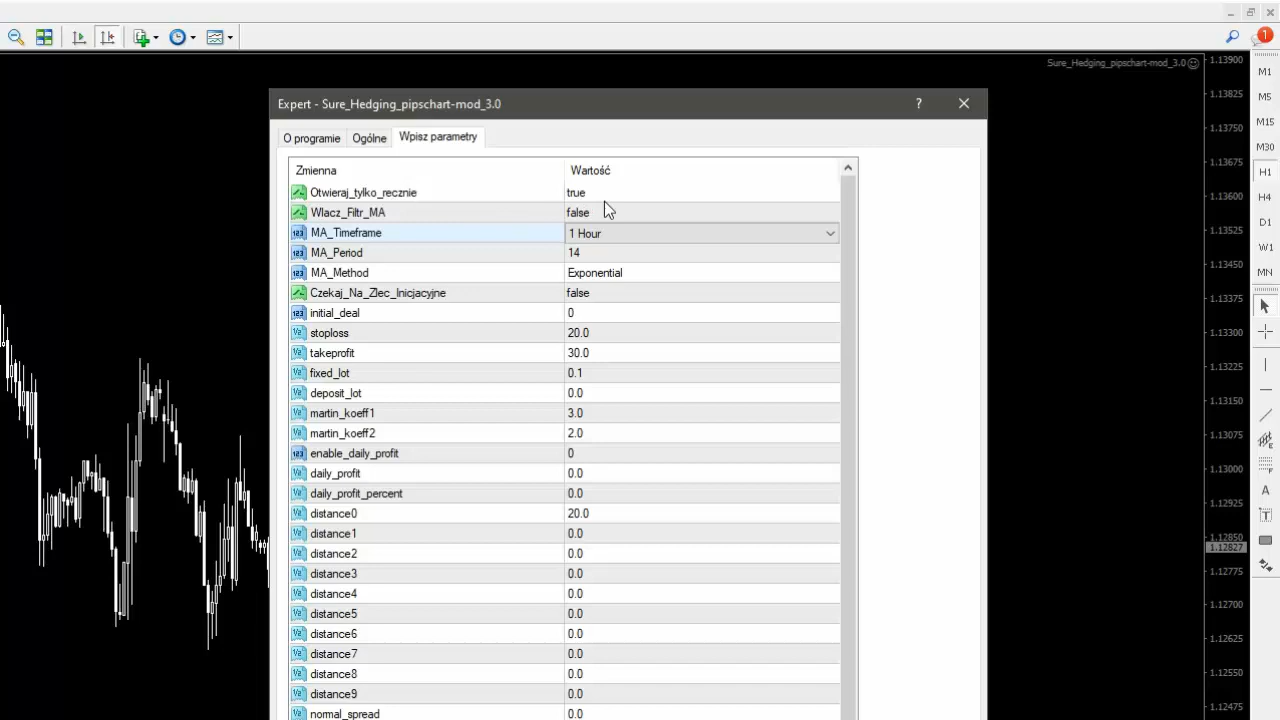 1
Sure_Hedging_pipschart-mod_3.0
Expert - Sure_Hedging_pipschart-mod_3.0
?
O programie Ogólne Wpisz parametry
Zmienna Wartość
Otwieraj_tylko_recznie true
Wlacz_Filtr_MA false
MA_Timeframe 1 Hour
MA_Period 14
MA_Method Exponential
Czekaj_Na_Zlec_Inicjacyjne false
initial_deal 0
stoploss 20.0
takeprofit 30.0
fixed_lot 0.1
deposit_lot 0.0
martin_koeff1 3.0
martin_koeff2 2.0
enable_daily_profit 0
daily_profit 0.0
daily_profit_percent 0.0
distance0 20.0
distance1 0.0
distance2 0.0
distance3 0.0
distance4 0.0
distance5 0.0
distance6 0.0
distance7 0.0
distance8 0.0
distance9 0.0
normal_spread 0.0
1.13900
1.13825
1.13750
1.13675
1.13600
1.13525
1.13450
1.13375
1.13300
1.13225
1.13150
1.13075
1.13000
1.12925
1.12850
1.12827
1.12775
1.12700
1.12625
1.12550
1.12475
M1
M5
M15
M30
H1
H4
D1
W1
MN
A
T